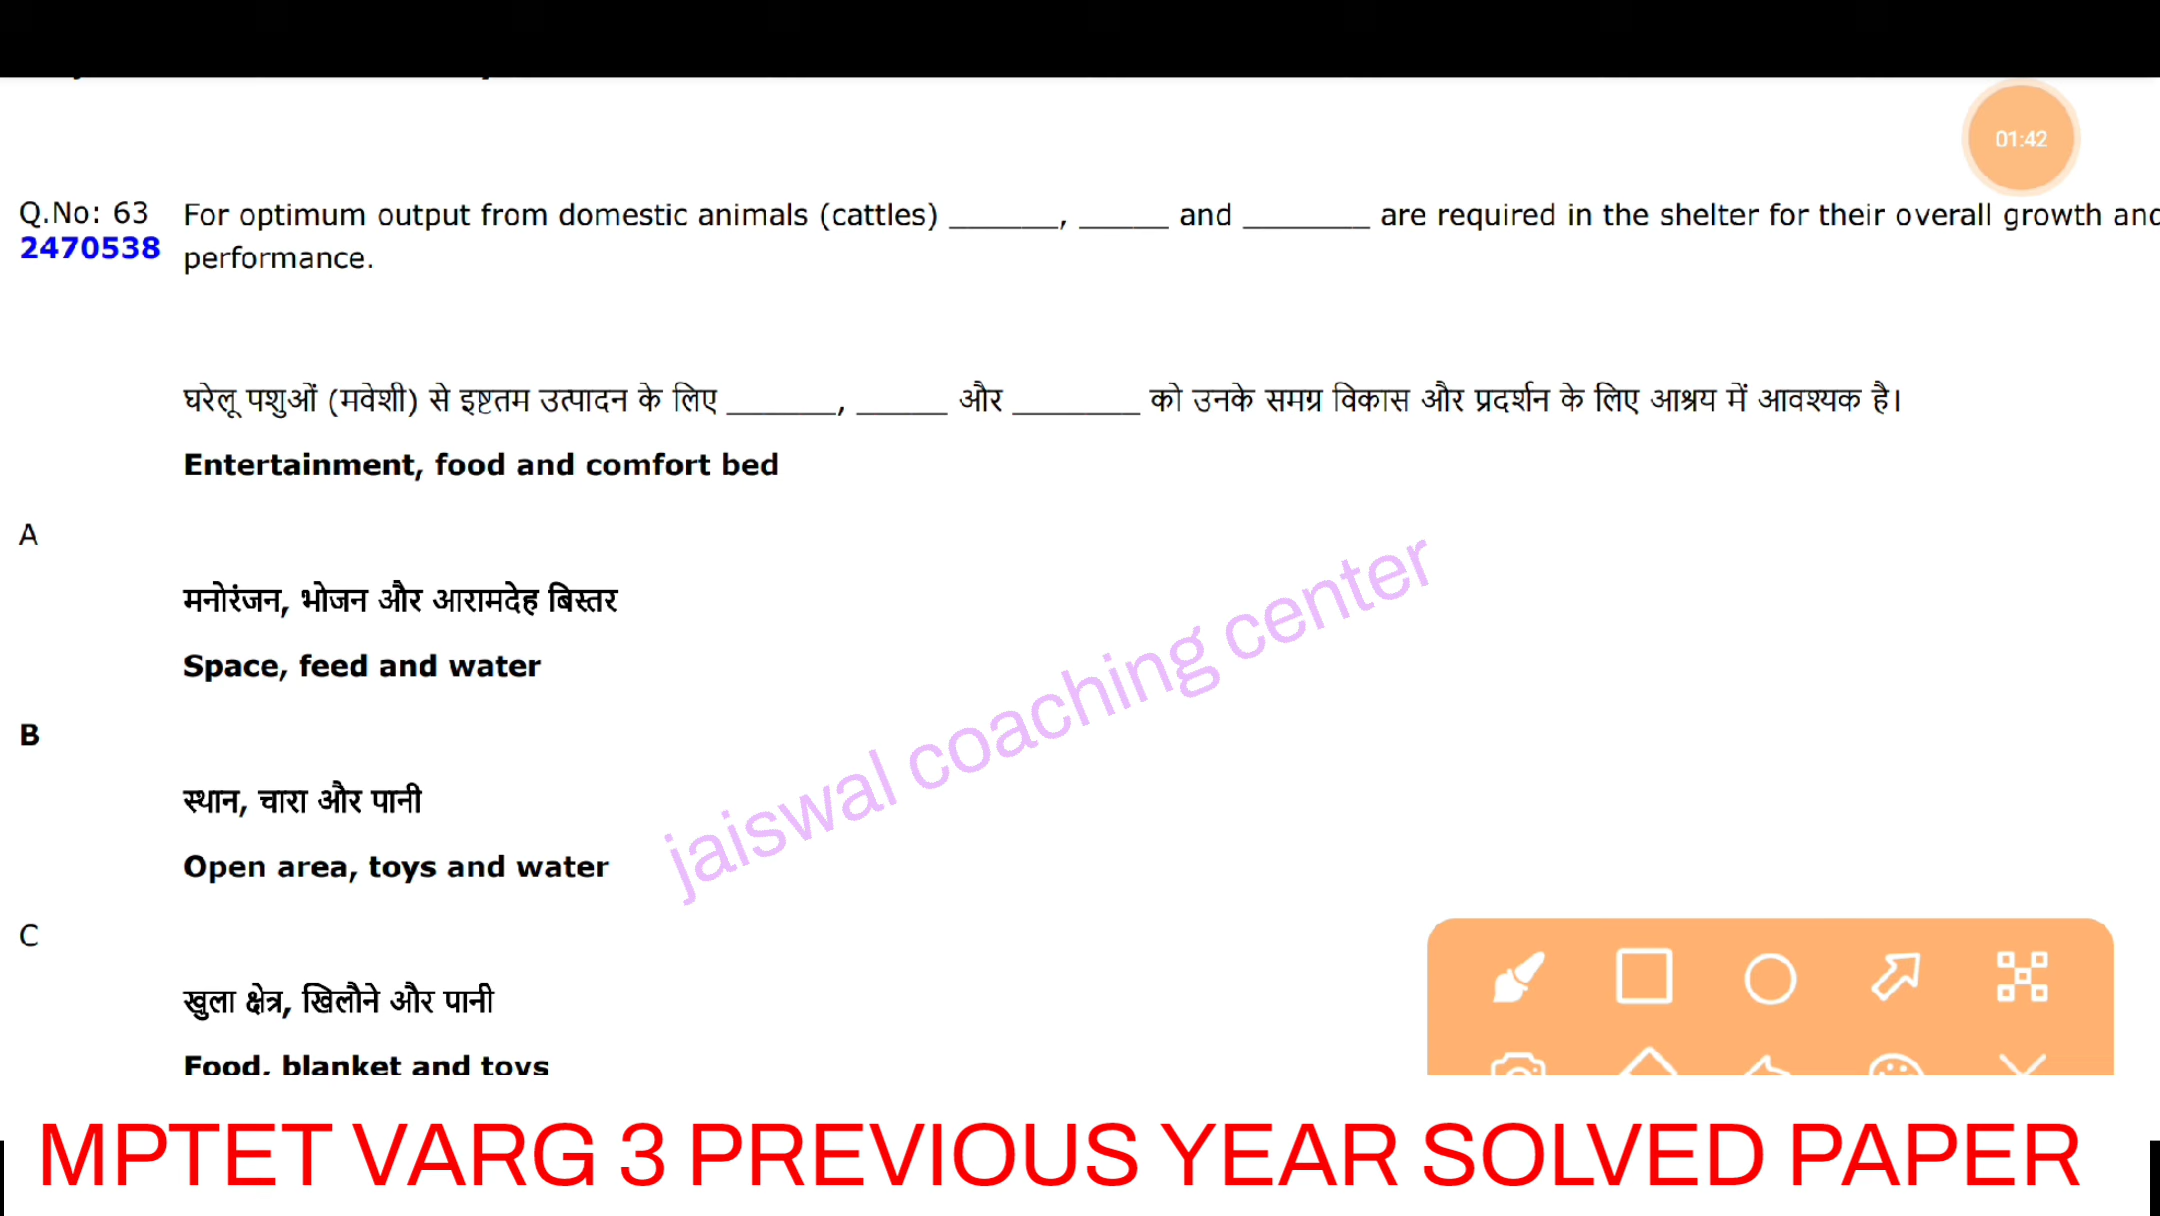 01:42
Q.No: 63 For optimum output from domestic animals (cattles) _______, ______ and ________ are required in the shelter for their overall growth and
2470538 performance.
घरेलू पशुओं (मवेशी) से इष्टतम उत्पादन के लिए _______, ______ और ________ को उनके समग्र विकास और प्रदर्शन के लिए आश्रय में आवश्यक है।
Entertainment, food and comfort bed
A
मनोरंजन, भोजन और आरामदेह बिस्तर
Space, feed and water
B
स्थान, चारा और पानी
Open area, toys and water
C
खुला क्षेत्र, खिलौने और पानी
Food, blanket and toys
jaiswal coaching center
MPTET VARG 3 PREVIOUS YEAR SOLVED PAPER